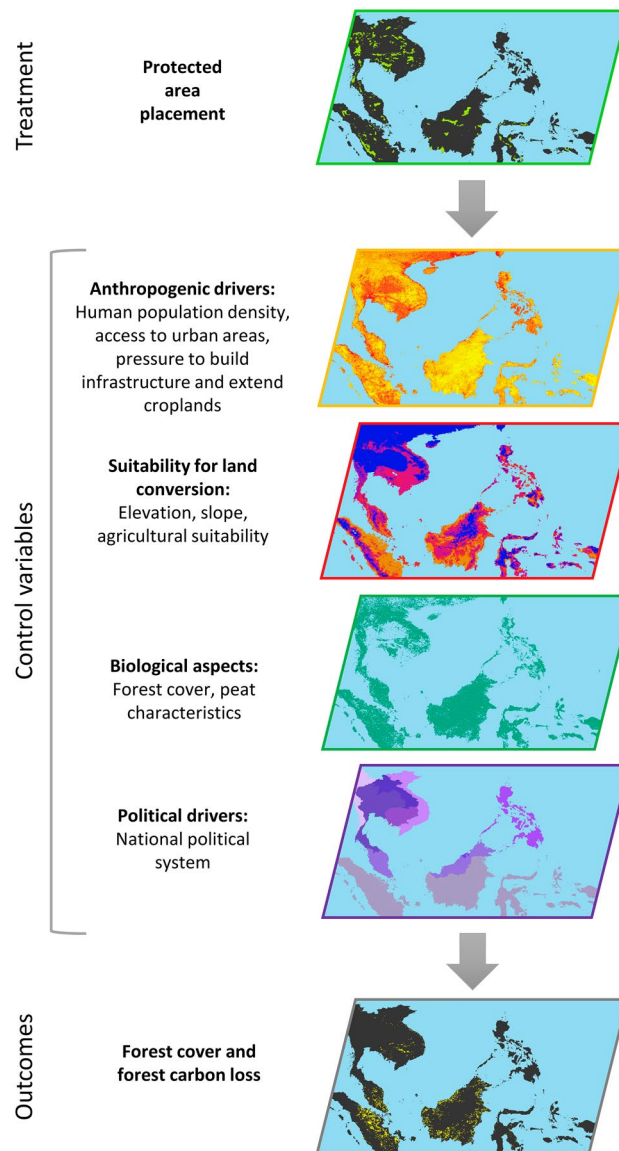 Treatment
Protected
area
placement
Control variables
Anthropogenic drivers:
Human population density,
access to urban areas,
pressure to build
infrastructure and extend
croplands
Suitability for land
conversion:
Elevation, slope,
agricultural suitability
Biological aspects:
Forest cover, peat
characteristics
Political drivers:
National political
system
Outcomes
Forest cover and
forest carbon loss